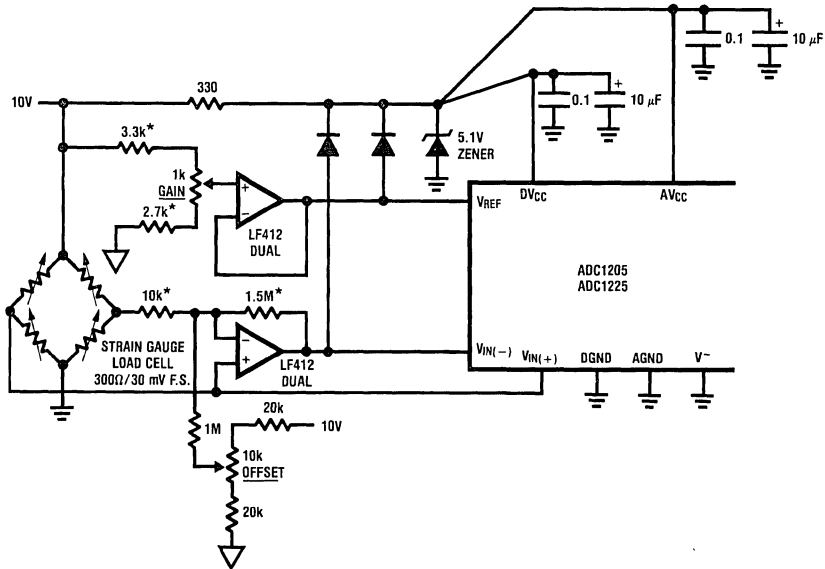 0.1
10 μF
10V
330
0.1
10 μF
3.3k*
5.1V
ZENER
1k
GAIN
2.7k*
LF412
DUAL
DVCC
AVCC
VREF
ADC1205
ADC1225
10k*
1.5M*
STRAIN GAUGE
LOAD CELL
300Ω/30 mV F.S.
LF412
DUAL
VIN(−)
VIN(+)
DGND
AGND
V−
1M
20k
10V
10k
OFFSET
20k
+
−
−
+
+
+